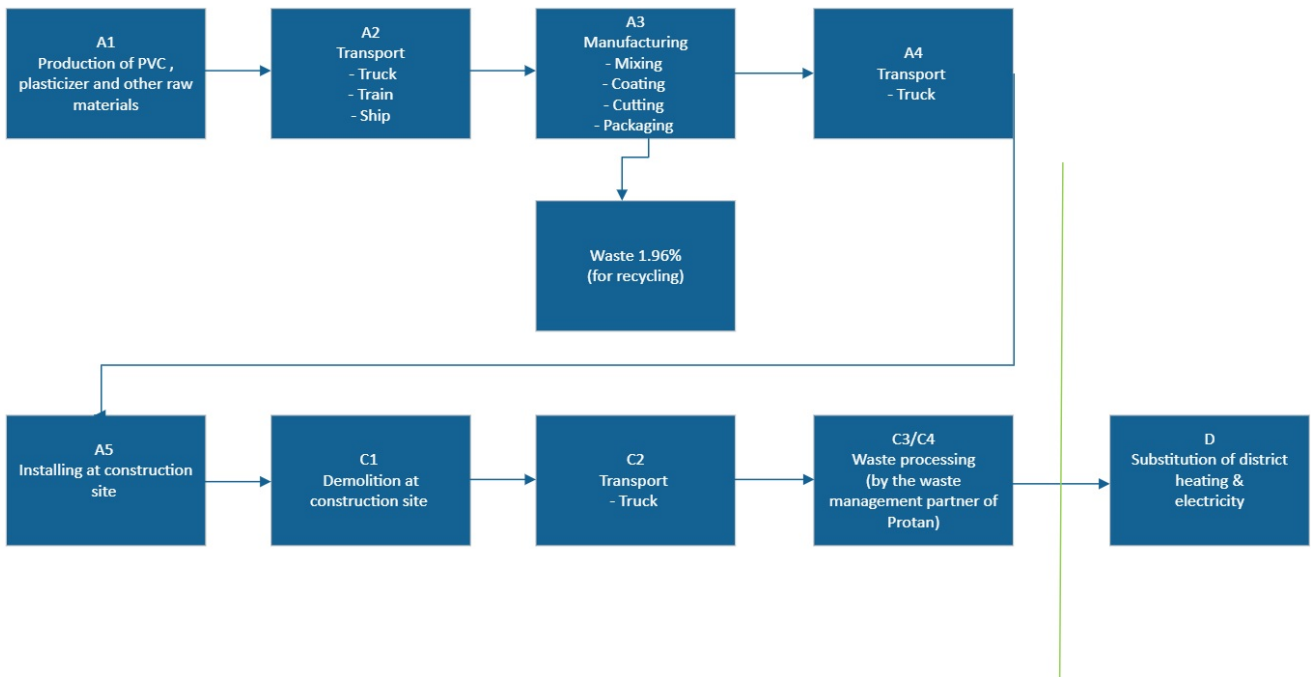 A1
Production of PVC ,
plasticizer and other raw
materials
A2
Transport
- Truck
- Train
- Ship
A3
Manufacturing
- Mixing
- Coating
- Cutting
- Packaging
A4
Transport
- Truck
Waste 1.96%
(for recycling)
A5
Installing at construction
site
C1
Demolition at
construction site
C2
Transport
- Truck
C3/C4
Waste processing
(by the waste
management partner of
Protan)
D
Substitution of district
heating &
electricity